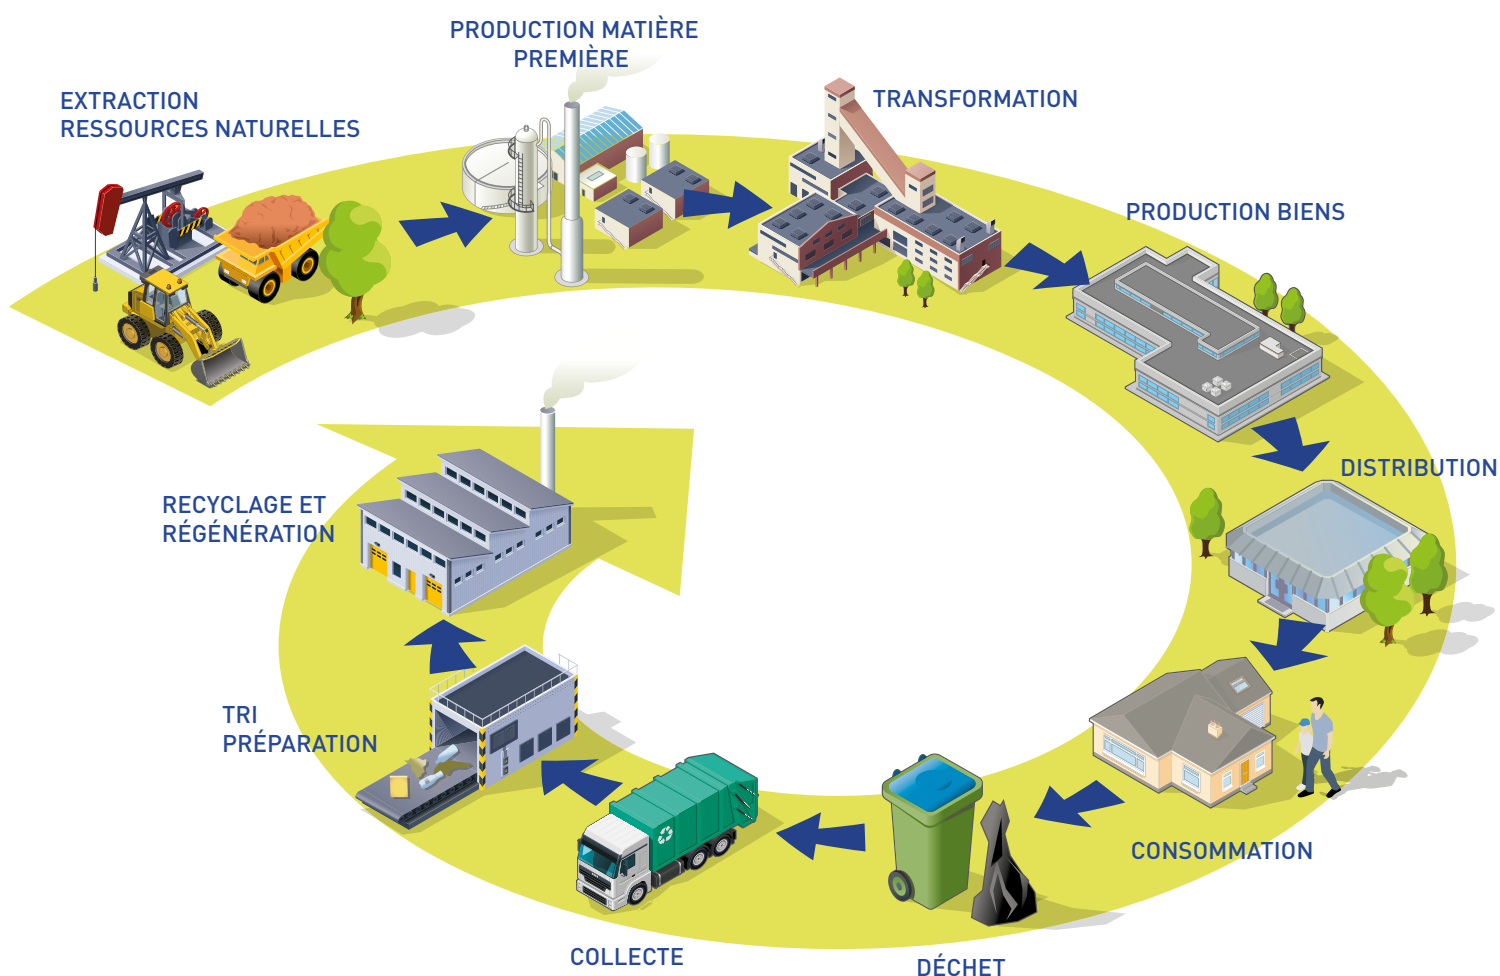 PRODUCTION MATIÈRE
PREMIÈRE
EXTRACTION
RESSOURCES NATURELLES
TRANSFORMATION
PRODUCTION BIENS
DISTRIBUTION
CONSOMMATION
DÉCHET
COLLECTE
TRI
PRÉPARATION
RECYCLAGE ET
RÉGÉNÉRATION